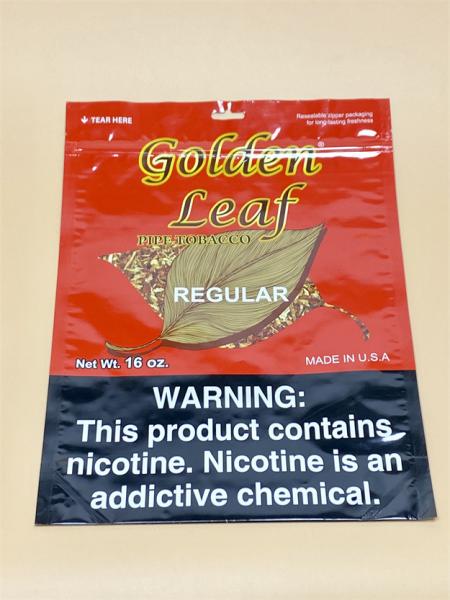 TEAR HERE
Resealable zipper packaging
for long-lasting freshness
Golden®
Leaf
PIPE TOBACCO
REGULAR
Net Wt. 16 oz.
MADE IN U.S.A
WARNING:
This product contains
nicotine. Nicotine is an
addictive chemical.